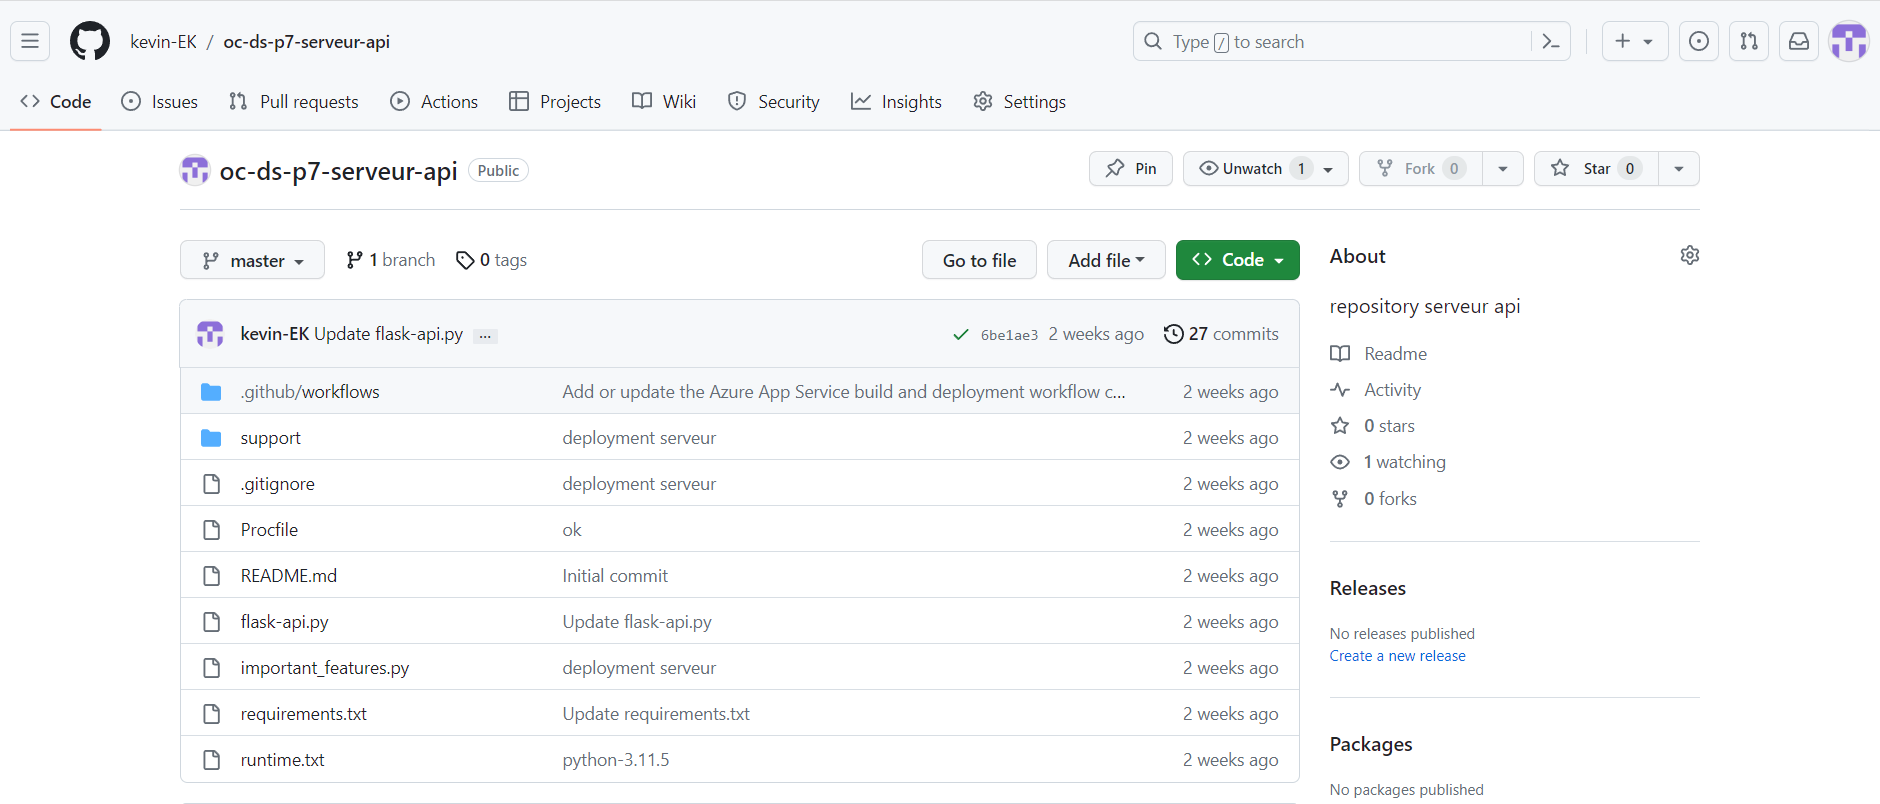 kevin-EK / oc-ds-p7-serveur-api Type / to search
Code Issues Pull requests Actions Projects Wiki Security Insights Settings
oc-ds-p7-serveur-api Public Pin Unwatch 1 Fork 0 Star 0
master 1 branch 0 tags Go to file Add file Code
kevin-EK Update flask-api.py ... 6be1ae3 2 weeks ago 27 commits
.github/workflows Add or update the Azure App Service build and deployment workflow c... 2 weeks ago
support deployment serveur 2 weeks ago
.gitignore deployment serveur 2 weeks ago
Procfile ok 2 weeks ago
README.md Initial commit 2 weeks ago
flask-api.py Update flask-api.py 2 weeks ago
important_features.py deployment serveur 2 weeks ago
requirements.txt Update requirements.txt 2 weeks ago
runtime.txt python-3.11.5 2 weeks ago
About
repository serveur api
Readme
Activity
0 stars
1 watching
0 forks
Releases
No releases published
Create a new release
Packages
No packages published